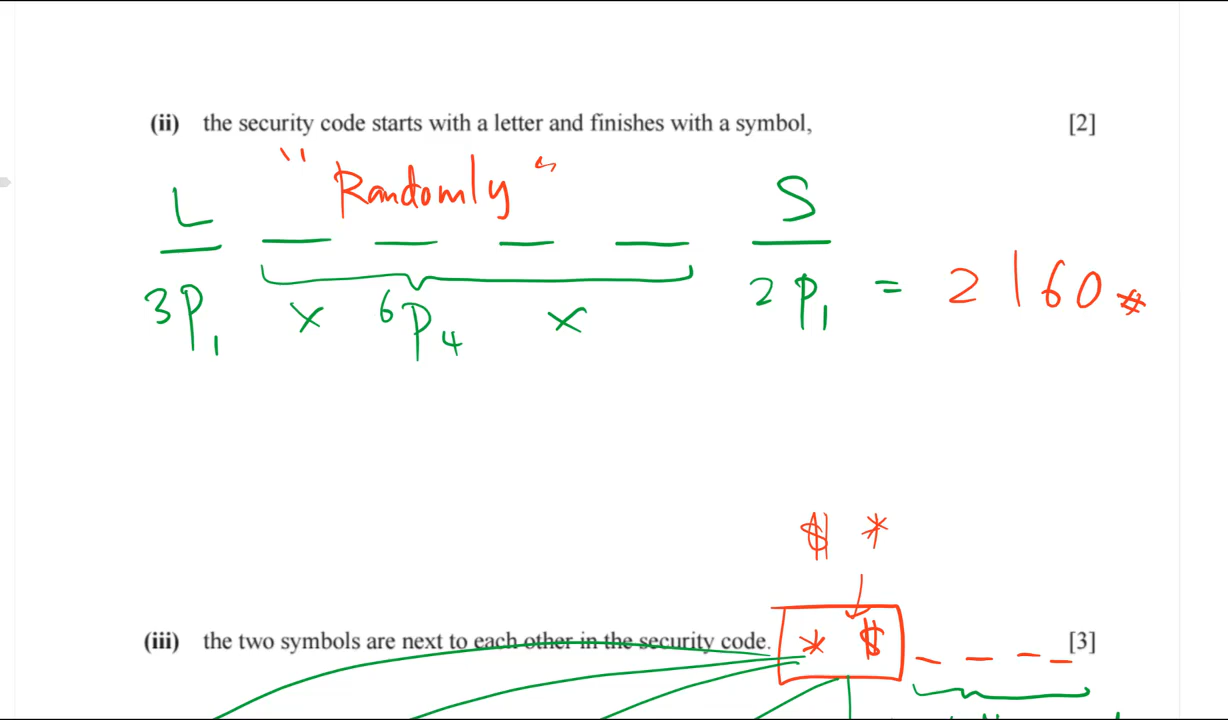 (ii) the security code starts with a letter and finishes with a symbol, [2]
"Randomly"
L S
3P1 × 6P4 × 2P1 = 2160
$ *
(iii) the two symbols are next to each other in the security code. * $ [3]